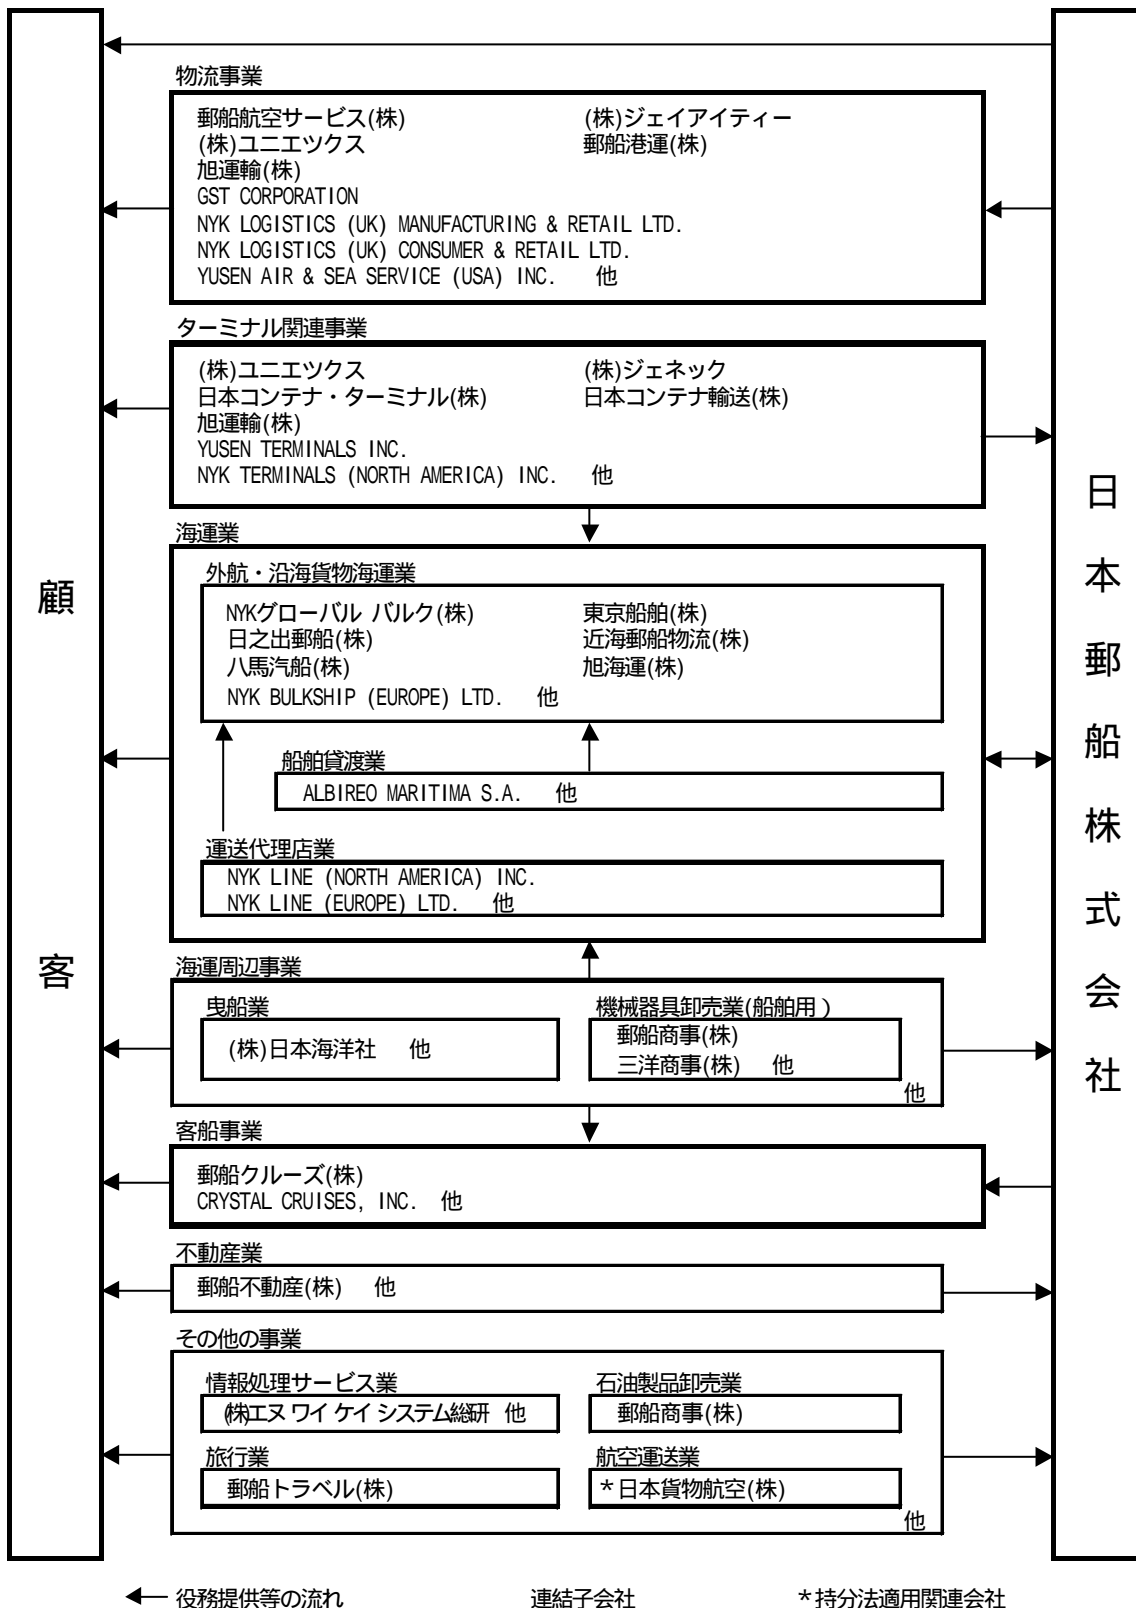 顧客
日本郵船株式会社
物流事業
郵船航空サービス(株) (株)ジェイアイティー
(株)ユニエツクス 郵船港運(株)
旭運輸(株)
GST CORPORATION
NYK LOGISTICS (UK) MANUFACTURING & RETAIL LTD.
NYK LOGISTICS (UK) CONSUMER & RETAIL LTD.
YUSEN AIR & SEA SERVICE (USA) INC. 他
ターミナル関連事業
(株)ユニエツクス (株)ジェネック
日本コンテナ・ターミナル(株) 日本コンテナ輸送(株)
旭運輸(株)
YUSEN TERMINALS INC.
NYK TERMINALS (NORTH AMERICA) INC. 他
海運業
外航・沿海貨物海運業
NYKグローバル バルク(株) 東京船舶(株)
日之出郵船(株) 近海郵船物流(株)
八馬汽船(株) 旭海運(株)
NYK BULKSHIP (EUROPE) LTD. 他
船舶貸渡業
ALBIREO MARITIMA S.A. 他
運送代理店業
NYK LINE (NORTH AMERICA) INC.
NYK LINE (EUROPE) LTD. 他
海運周辺事業
曳船業 機械器具卸売業(船舶用)
(株)日本海洋社 他 郵船商事(株)
三洋商事(株) 他
他
客船事業
郵船クルーズ(株)
CRYSTAL CRUISES, INC. 他
不動産業
郵船不動産(株) 他
その他の事業
情報処理サービス業 石油製品卸売業
(株)エヌ ワイ ケイ システム総研 他 郵船商事(株)
旅行業 航空運送業
郵船トラベル(株) *日本貨物航空(株)
他
役務提供等の流れ 連結子会社 *持分法適用関連会社